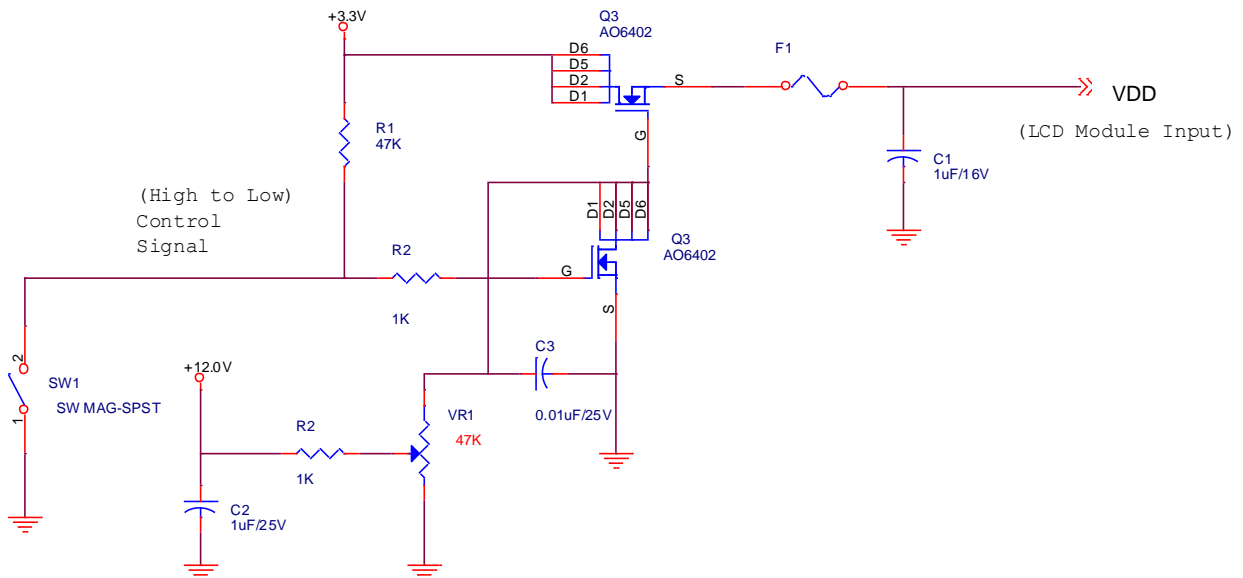 +3.3V
Q3
AO6402
D6
D5
D2
D1
S
G
F1
VDD
(LCD Module Input)
R1
47K
C1
1uF/16V
(High to Low)
Control
Signal
D1
D2
D5
D6
Q3
AO6402
R2
1K
G
S
2
1
SW1
SW MAG-SPST
+12.0V
C3
0.01uF/25V
VR1
47K
R2
1K
C2
1uF/25V